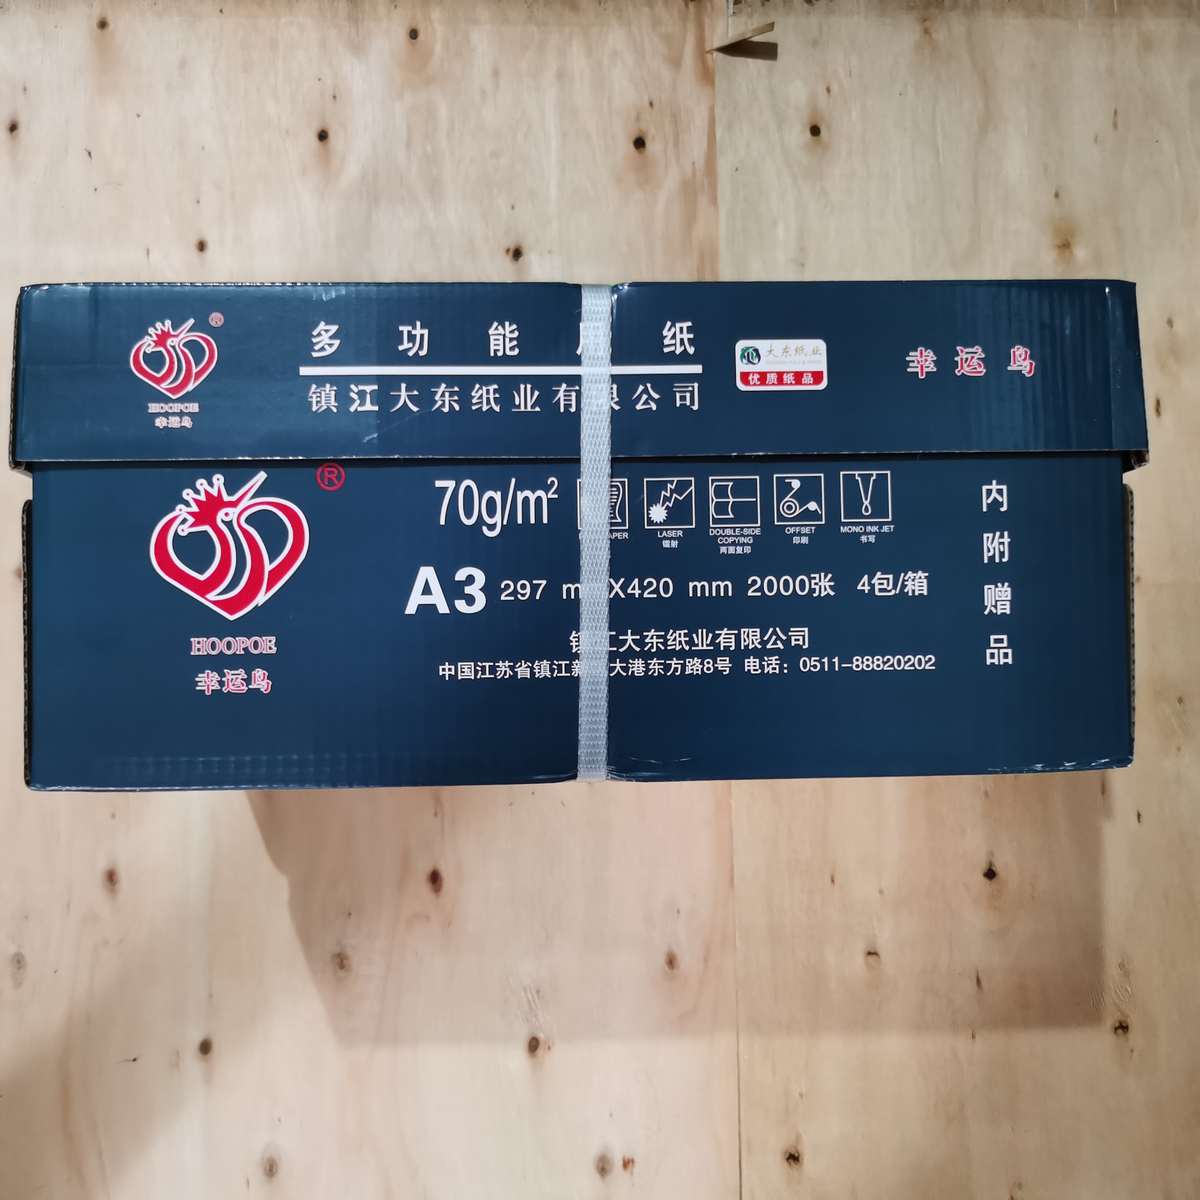 ®
HOOPOE
幸运鸟
多 功 能 纸
镇江大东纸业有限公司
大东纸业
优质纸品
幸运鸟
®
HOOPOE
幸运鸟
70g/m²
LASER
镭射
DOUBLE-SIDE
COPYING
两面复印
OFFSET
印刷
MONO INK JET
书写
A3 297 m X420 mm 2000张 4包/箱
镇江大东纸业有限公司
中国江苏省镇江新 大港东方路8号 电话：0511-88820202
内附赠品